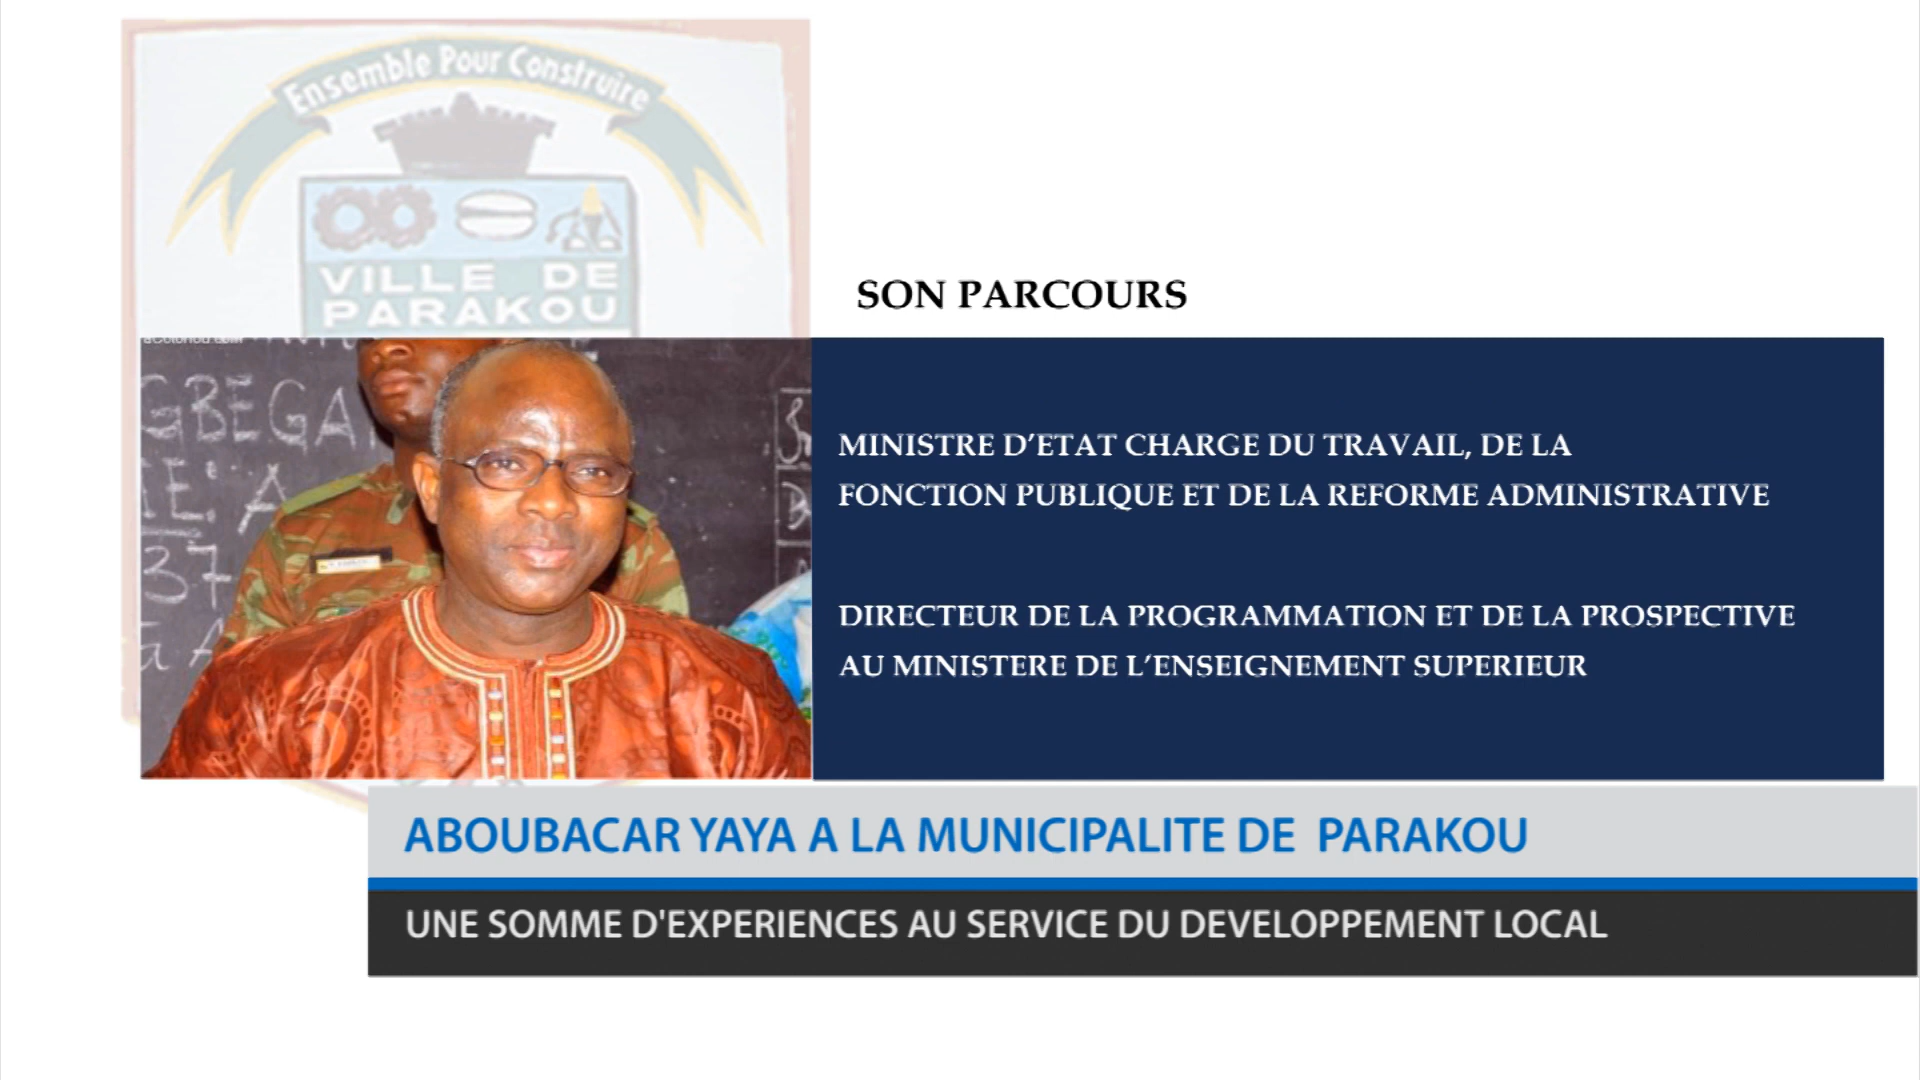 Ensemble Pour Construire
VILLE DE
PARAKOU
SON PARCOURS
GBEGA
37
MINISTRE D’ETAT CHARGE DU TRAVAIL, DE LA
FONCTION PUBLIQUE ET DE LA REFORME ADMINISTRATIVE
DIRECTEUR DE LA PROGRAMMATION ET DE LA PROSPECTIVE
AU MINISTERE DE L’ENSEIGNEMENT SUPERIEUR
ABOUBACAR YAYA A LA MUNICIPALITE DE PARAKOU
UNE SOMME D'EXPERIENCES AU SERVICE DU DEVELOPPEMENT LOCAL